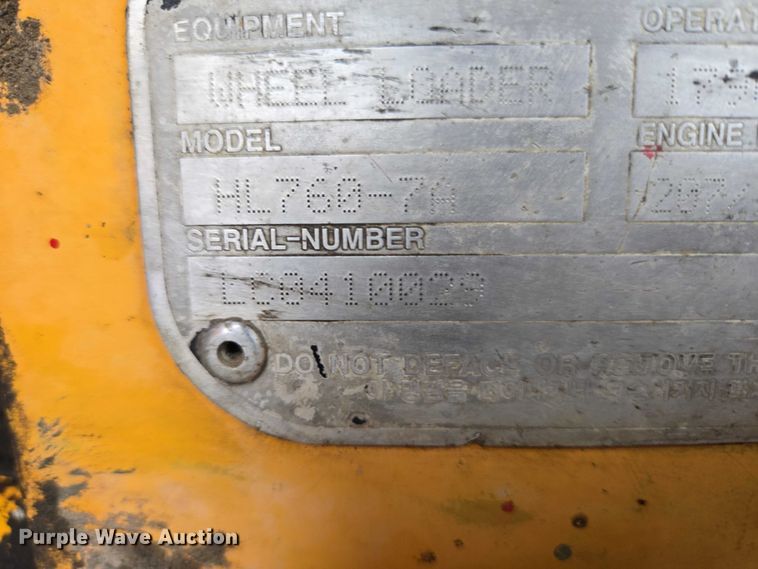 EQUIPMENT
OPERAT
WHEEL LOADER
MODEL
ENGINE
HL760-7A
207/
SERIAL-NUMBER
LC0410029
DO NOT DEFACE OR REMOVE TH
Purple Wave Auction